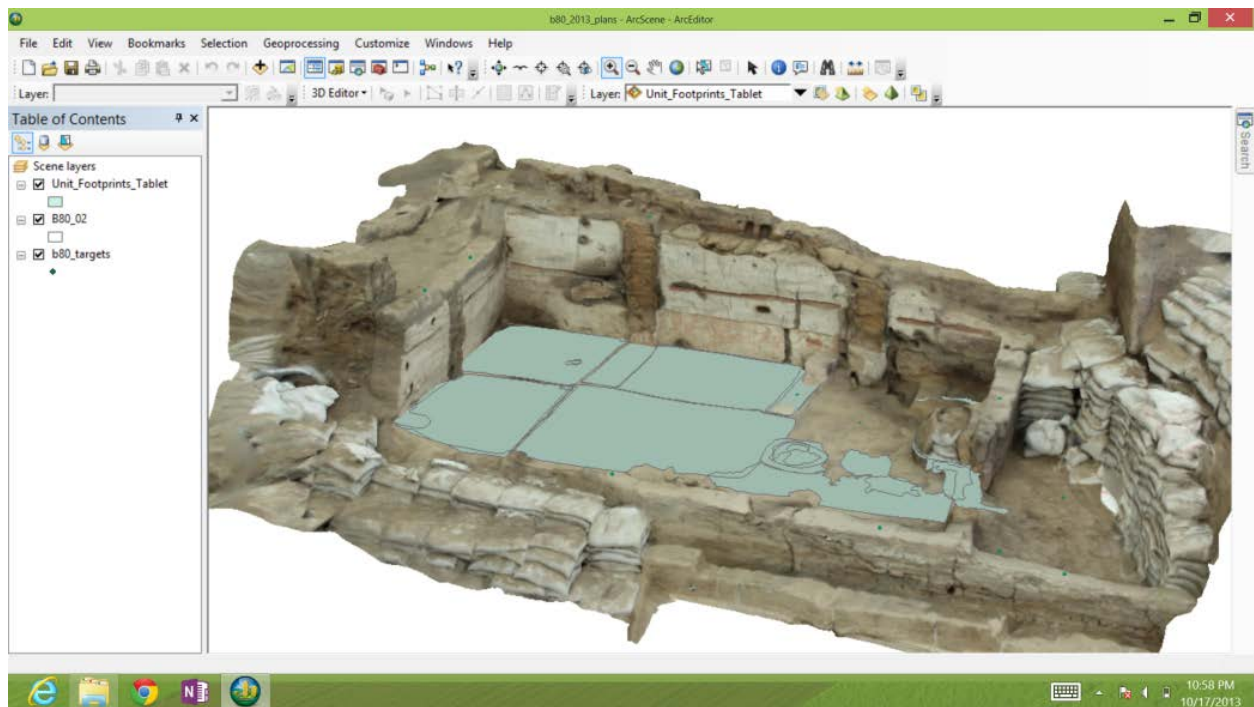 b80_2013_plans - ArcScene - ArcEditor
File Edit View Bookmarks Selection Geoprocessing Customize Windows Help
Layer: 3D Editor Layer: Unit_Footprints_Tablet
Table of Contents
Search
Scene layers
Unit_Footprints_Tablet
B80_02
b80_targets
10:58 PM
10/17/2013